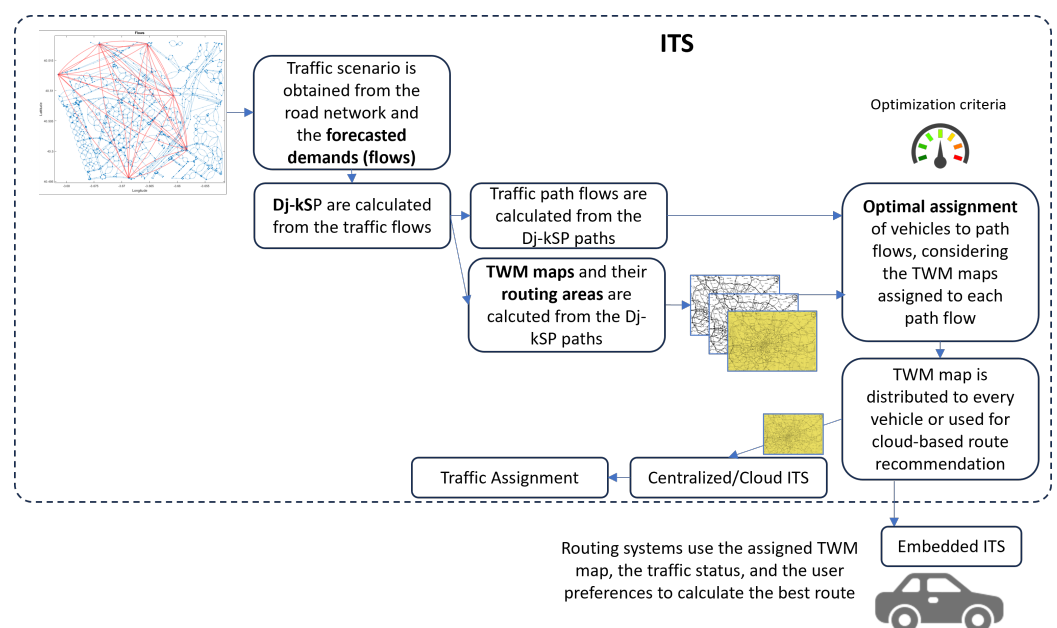 ITS
Flows
Latitude
Longitude
Traffic scenario is
obtained from the
road network and
the forecasted
demands (flows)
Dj-kSP are calculated
from the traffic flows
Traffic path flows are
calculated from the
Dj-kSP paths
TWM maps and their
routing areas are
calcuted from the Dj-
kSP paths
Optimization criteria
Optimal assignment
of vehicles to path
flows, considering
the TWM maps
assigned to each
path flow
TWM map is
distributed to every
vehicle or used for
cloud-based route
recommendation
Centralized/Cloud ITS
Traffic Assignment
Embedded ITS
Routing systems use the assigned TWM
map, the traffic status, and the user
preferences to calculate the best route